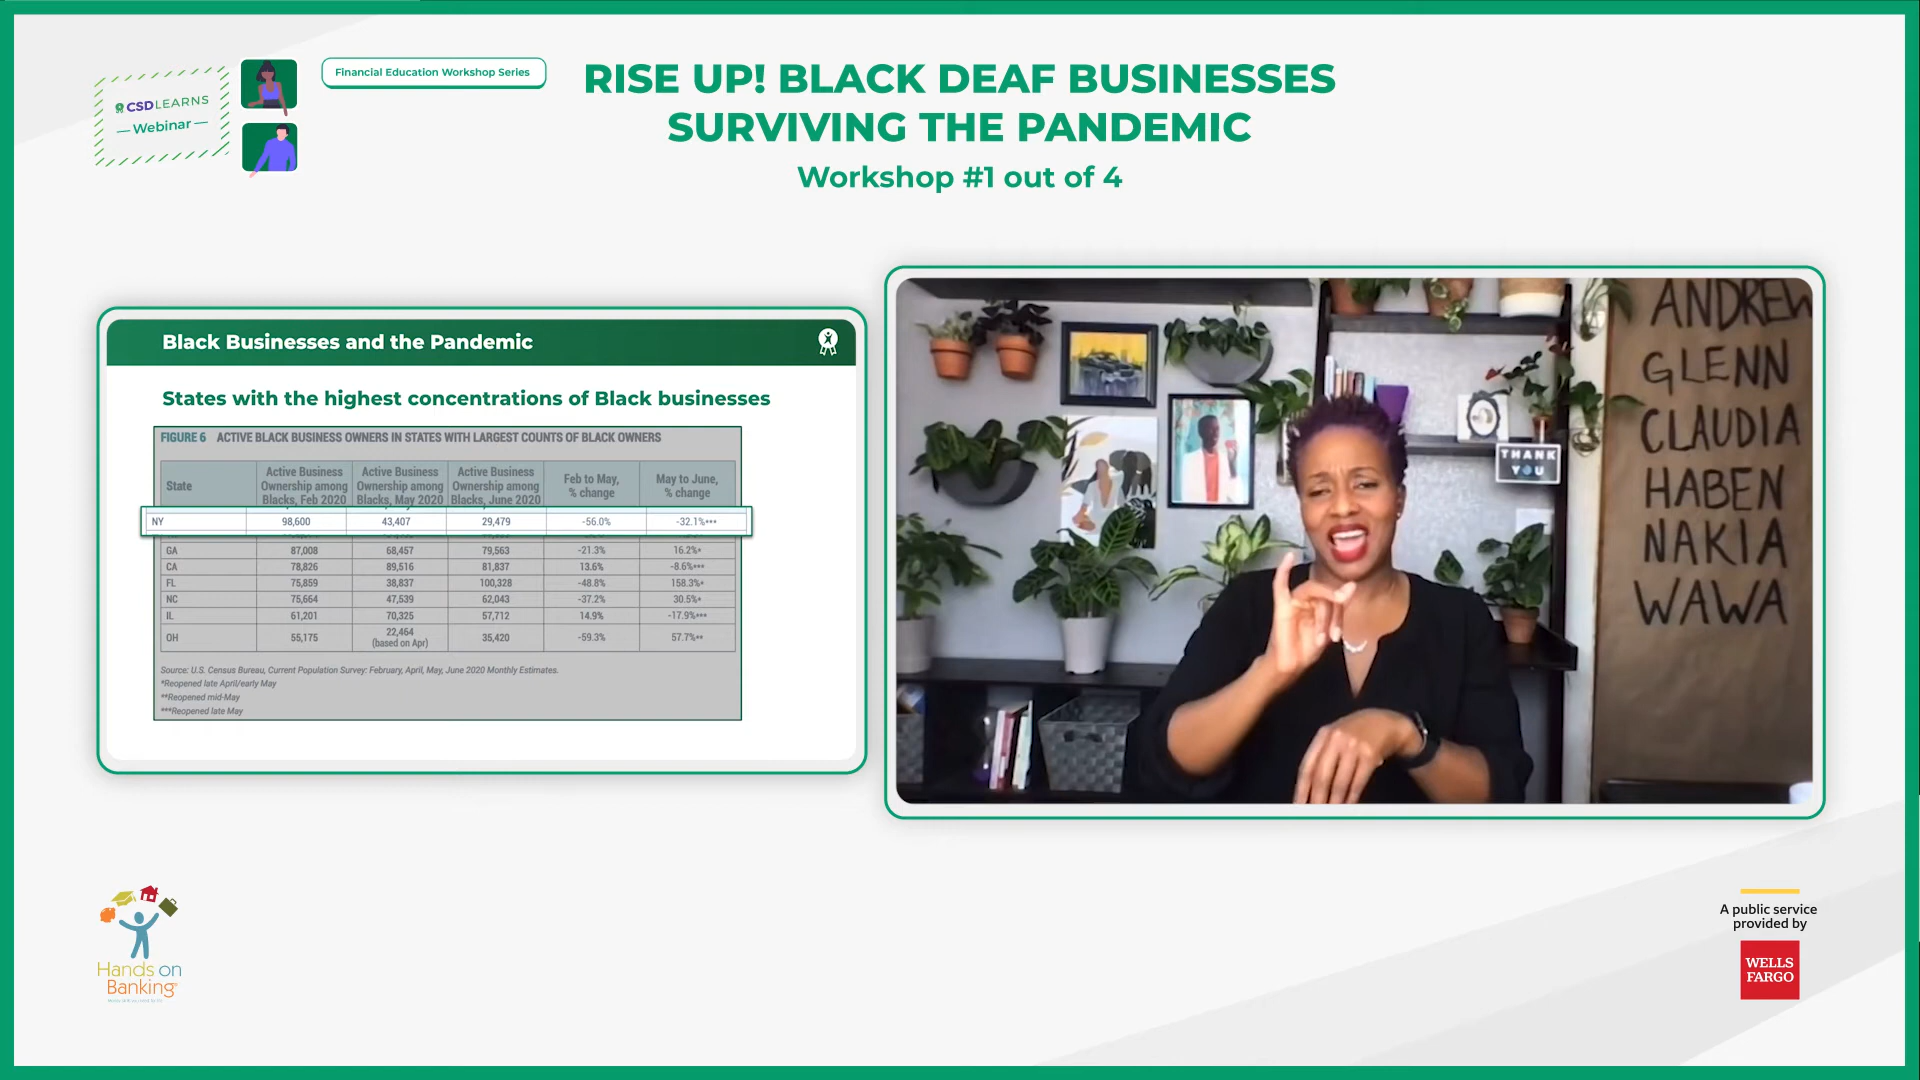 CSDLEARNS
Webinar
Financial Education Workshop Series
RISE UP! BLACK DEAF BUSINESSES
SURVIVING THE PANDEMIC
Workshop #1 out of 4
Black Businesses and the Pandemic
States with the highest concentrations of Black businesses
FIGURE 6 ACTIVE BLACK BUSINESS OWNERS IN STATES WITH LARGEST COUNTS OF BLACK OWNERS
State
Active Business Ownership among Blacks, Feb 2020
Active Business Ownership among Blacks, May 2020
Active Business Ownership among Blacks, June 2020
Feb to May, % change
May to June, % change
NY 98,600 43,407 29,479 -56.0% -32.1%***
GA 87,008 68,457 79,563 -21.3% 16.2%*
CA 78,826 89,516 81,837 13.6% -8.6%***
FL 75,859 38,837 100,328 -48.8% 158.3%*
NC 75,664 47,539 62,043 -37.2% 30.5%*
IL 61,201 70,325 57,712 14.9% -17.9%***
OH 55,175 22,464 (based on Apr) 35,420 -59.3% 57.7%**
Source: U.S. Census Bureau, Current Population Survey: February, April, May, June 2020 Monthly Estimates.
*Reopened late April/early May
**Reopened mid-May
***Reopened late May
ANDREW
GLENN
CLAUDIA
HABEN
NAKIA
WAWA
THANK
YOU
Hands on
Banking®
A public service
provided by
WELLS
FARGO